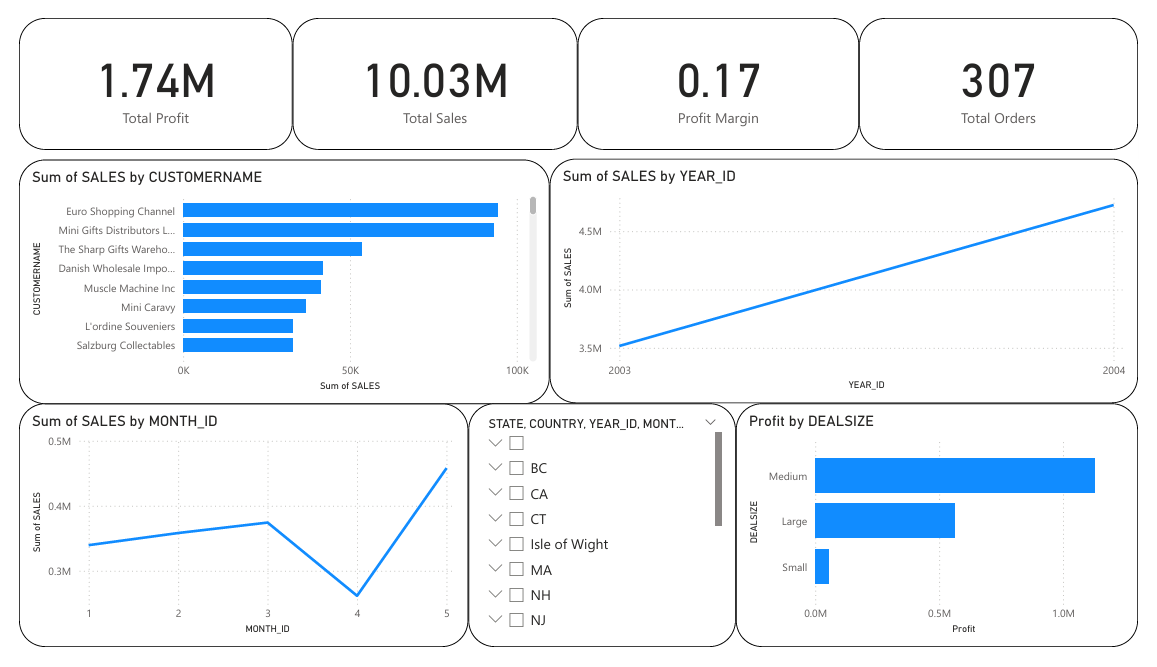 1.74M
Total Profit
10.03M
Total Sales
0.17
Profit Margin
307
Total Orders
Sum of SALES by CUSTOMERNAME
CUSTOMERNAME
Euro Shopping Channel
Mini Gifts Distributors L...
The Sharp Gifts Wareho...
Danish Wholesale Impo...
Muscle Machine Inc
Mini Caravy
L'ordine Souveniers
Salzburg Collectables
0K 50K 100K
Sum of SALES
Sum of SALES by YEAR_ID
Sum of SALES
4.5M
4.0M
3.5M
2003 2004
YEAR_ID
Sum of SALES by MONTH_ID
Sum of SALES
0.5M
0.4M
0.3M
1 2 3 4 5
MONTH_ID
STATE, COUNTRY, YEAR_ID, MONT...
BC
CA
CT
Isle of Wight
MA
NH
NJ
Profit by DEALSIZE
DEALSIZE
Medium
Large
Small
0.0M 0.5M 1.0M
Profit